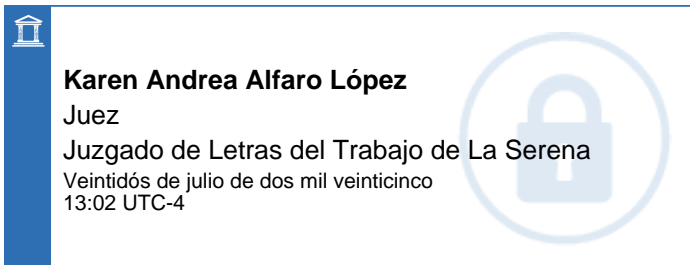 Karen Andrea Alfaro López
Juez
Juzgado de Letras del Trabajo de La Serena
Veintidós de julio de dos mil veinticinco
13:02 UTC-4